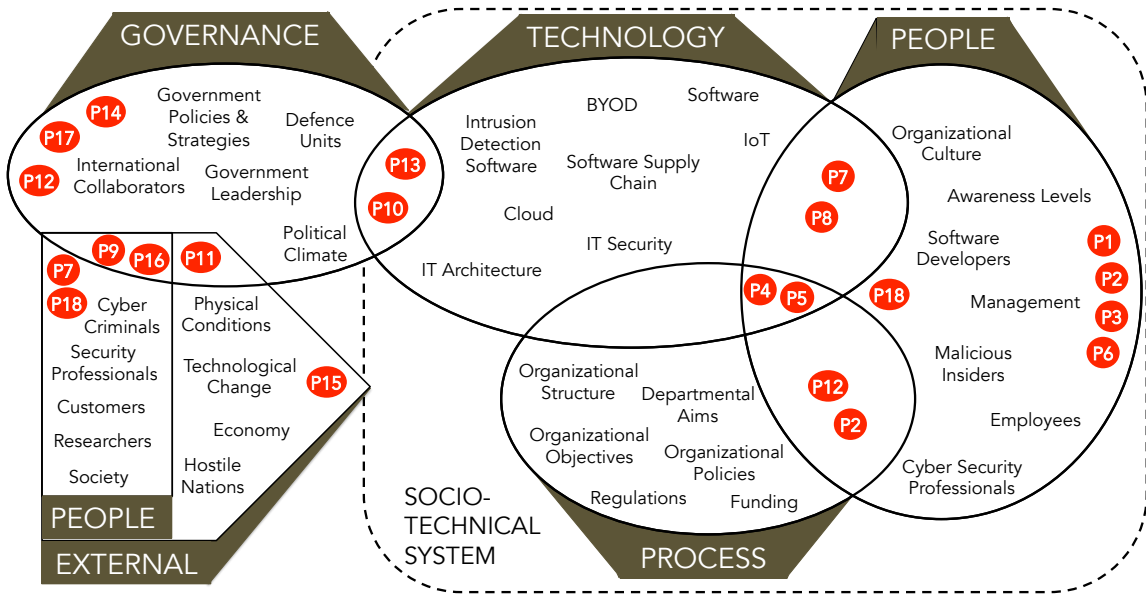 GOVERNANCE
TECHNOLOGY
PEOPLE
P14
P17
P12
Government
Policies &
Strategies
Defence
Units
International
Collaborators
Government
Leadership
Political
Climate
P13
P10
Intrusion
Detection
Software
BYOD
Software
IoT
Software Supply
Chain
Cloud
IT Security
IT Architecture
P7
P8
Organizational
Culture
Awareness Levels
Software
Developers
Management
Malicious
Insiders
Employees
Cyber Security
Professionals
P1
P2
P3
P6
P4
P5
P18
P12
P2
P9
P16
P11
P7
P18
Cyber
Criminals
Security
Professionals
Customers
Researchers
Society
PEOPLE
Physical
Conditions
Technological
Change
P15
Economy
Hostile
Nations
EXTERNAL
Organizational
Structure
Departmental
Aims
Organizational
Objectives
Organizational
Policies
Regulations
Funding
SOCIO-
TECHNICAL
SYSTEM
PROCESS